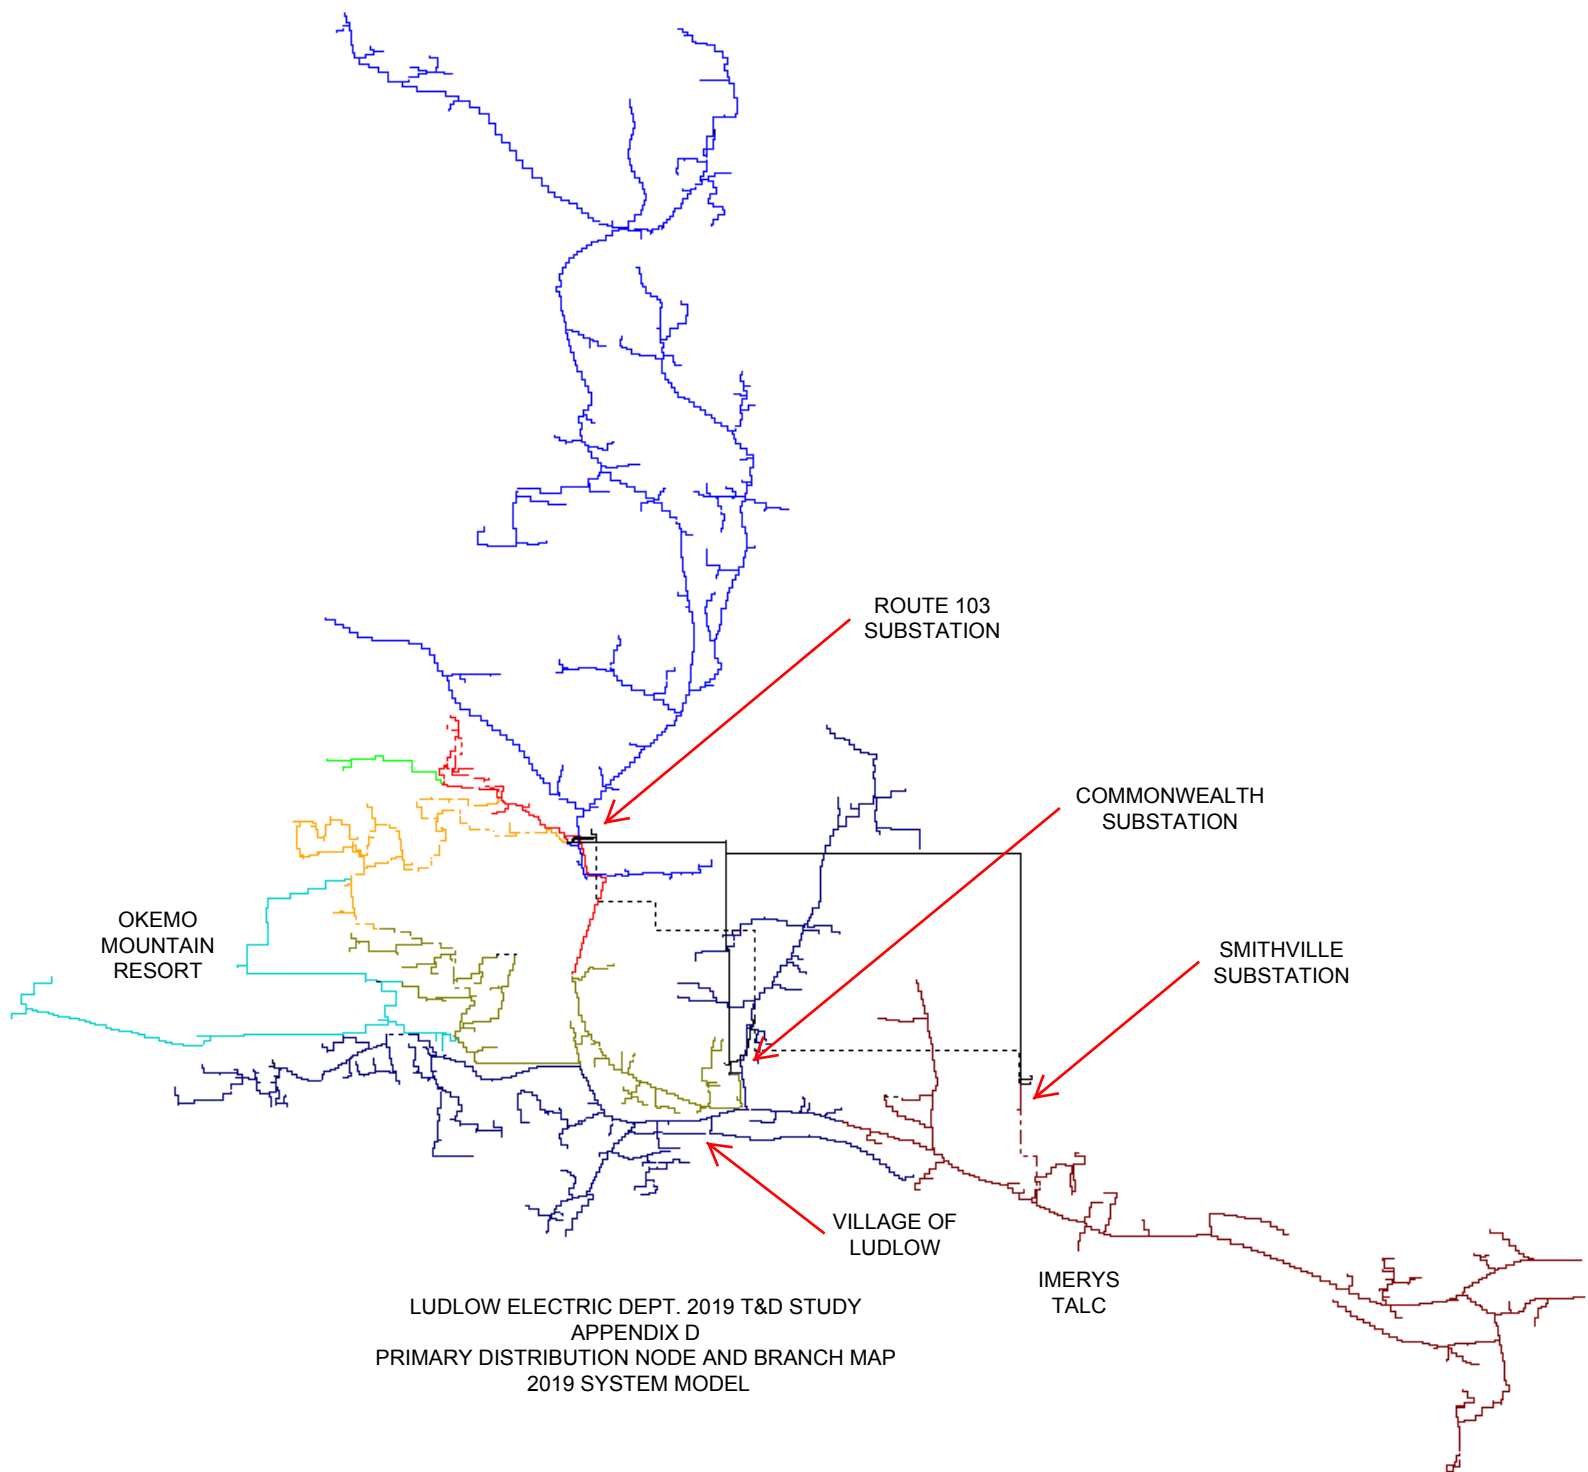 ROUTE 103
SUBSTATION
COMMONWEALTH
SUBSTATION
OKEMO
MOUNTAIN
RESORT
SMITHVILLE
SUBSTATION
VILLAGE OF
LUDLOW
IMERYS
TALC
LUDLOW ELECTRIC DEPT. 2019 T&D STUDY
APPENDIX D
PRIMARY DISTRIBUTION NODE AND BRANCH MAP
2019 SYSTEM MODEL